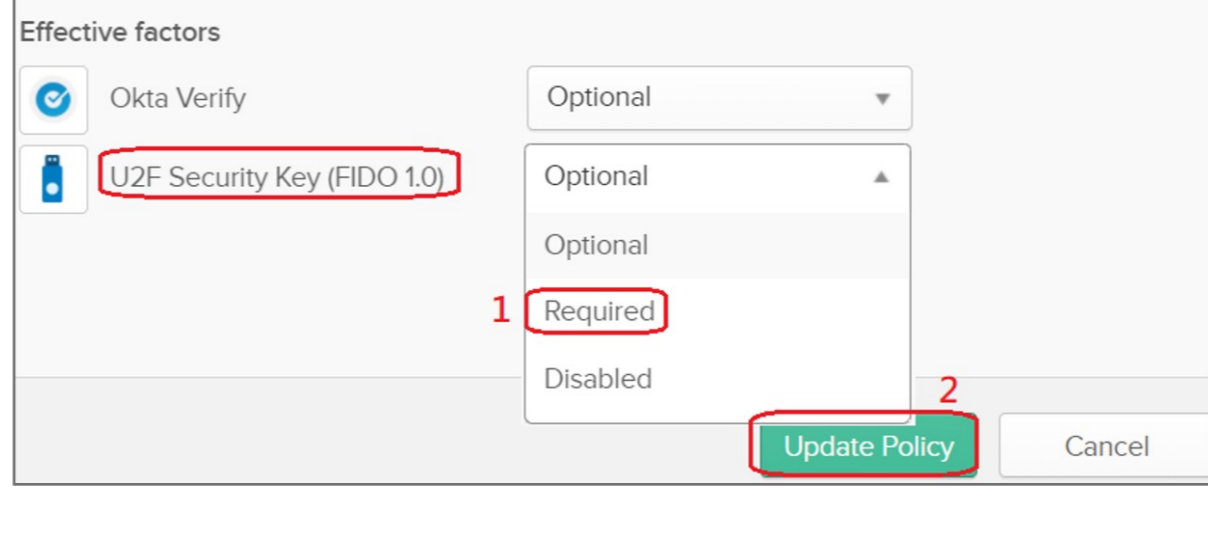 Effective factors
Okta Verify Optional
U2F Security Key (FIDO 1.0) Optional
Optional
1 Required
Disabled
2
Update Policy Cancel